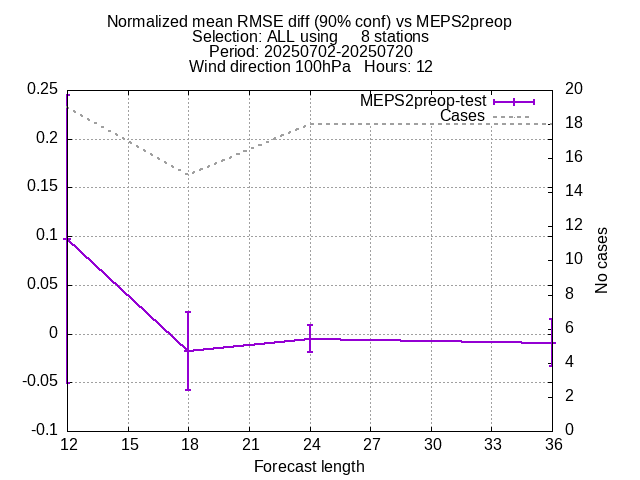 Normalized mean RMSE diff (90% conf) vs MEPS2preop
Selection: ALL using     8 stations
Period: 20250702-20250720
Wind direction 100hPa   Hours: 12
MEPS2preop-test
Cases
0.25
0.2
0.15
0.1
0.05
0
-0.05
-0.1
20
18
16
14
12
10
8
6
4
2
0
No cases
12 15 18 21 24 27 30 33 36
Forecast length